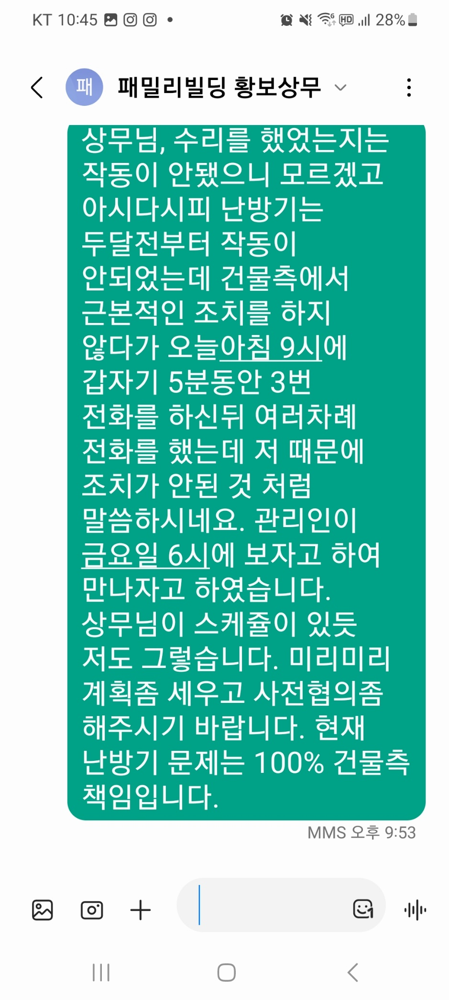 KT 10:45 28%
패 패밀리빌딩 황보상무
상무님, 수리를 했었는지는
작동이 안됐으니 모르겠고
아시다시피 난방기는
두달전부터 작동이
안되었는데 건물측에서
근본적인 조치를 하지
않다가 오늘아침 9시에
갑자기 5분동안 3번
전화를 하신뒤 여러차례
전화를 했는데 저 때문에
조치가 안된 것 처럼
말씀하시네요. 관리인이
금요일 6시에 보자고 하여
만나자고 하였습니다.
상무님이 스케쥴이 있듯
저도 그렇습니다. 미리미리
계획좀 세우고 사전협의좀
해주시기 바랍니다. 현재
난방기 문제는 100% 건물측
책임입니다.
MMS 오후 9:53